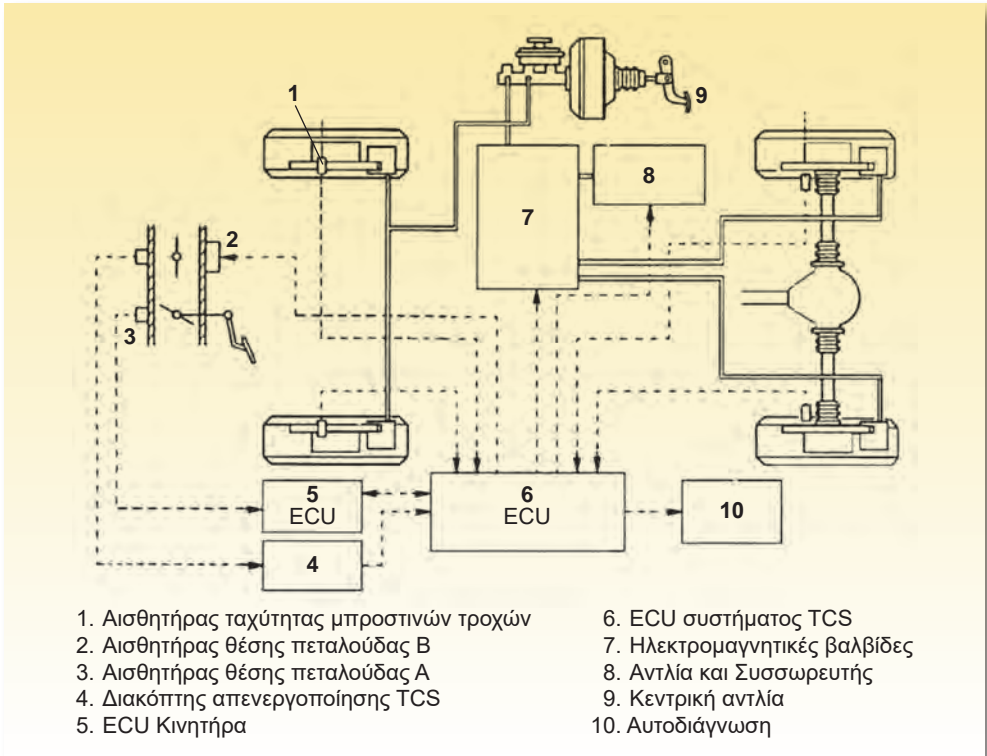 1
9
8
7
2
3
5
ECU
6
ECU
10
4
1. Αισθητήρας ταχύτητας μπροστινών τροχών
2. Αισθητήρας θέσης πεταλούδας Β
3. Αισθητήρας θέσης πεταλούδας Α
4. Διακόπτης απενεργοποίησης TCS
5. ECU Κινητήρα
6. ECU συστήματος TCS
7. Ηλεκτρομαγνητικές βαλβίδες
8. Αντλία και Συσσωρευτής
9. Κεντρική αντλία
10. Αυτοδιάγνωση